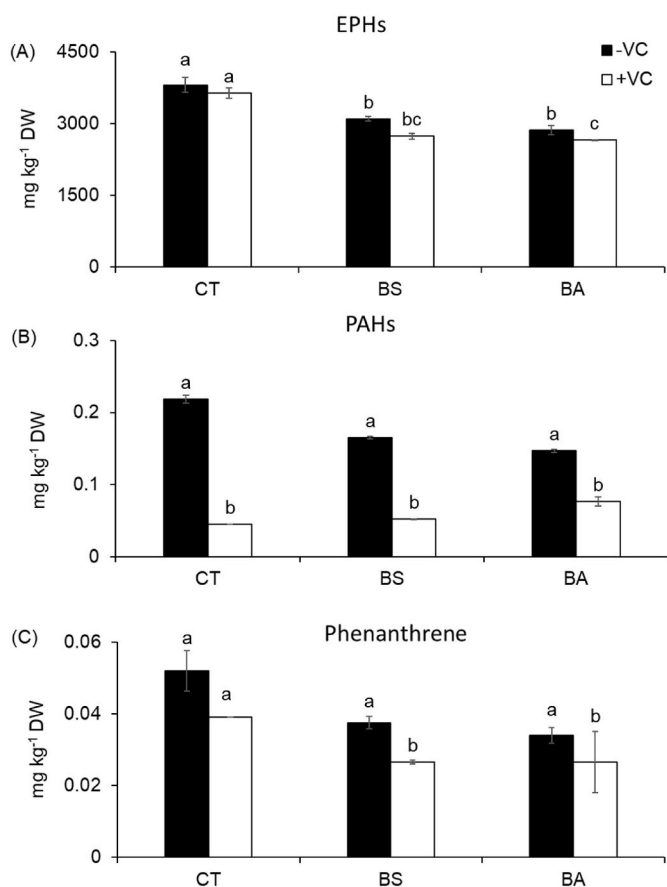 EPHs
(A)
4500
3000
1500
0
mg kg⁻¹ DW
a
a
b
bc
b
c
-VC
+VC
CT
BS
BA
PAHs
(B)
0.3
0.2
0.1
0
mg kg⁻¹ DW
a
b
a
b
a
b
CT
BS
BA
Phenanthrene
(C)
0.06
0.04
0.02
0
mg kg⁻¹ DW
a
a
a
b
a
b
CT
BS
BA